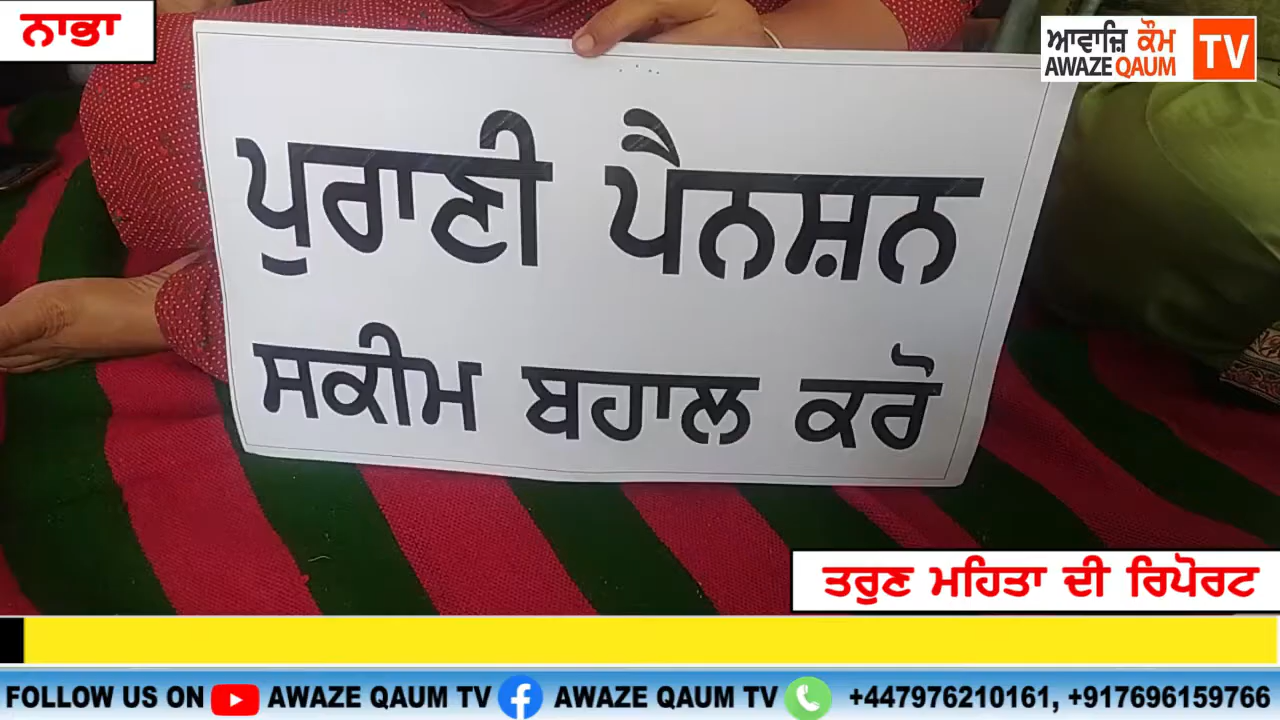 ਨਾਭਾ
ਆਵਾਜ਼ਿ ਕੌਮ
AWAZE QAUM
TV
ਪੁਰਾਣੀ ਪੈਨਸ਼ਨ
ਸਕੀਮ ਬਹਾਲ ਕਰੋ
ਤਰੁਣ ਮਹਿਤਾ ਦੀ ਰਿਪੋਰਟ
FOLLOW US ON AWAZE QAUM TV AWAZE QAUM TV +447976210161, +917696159766